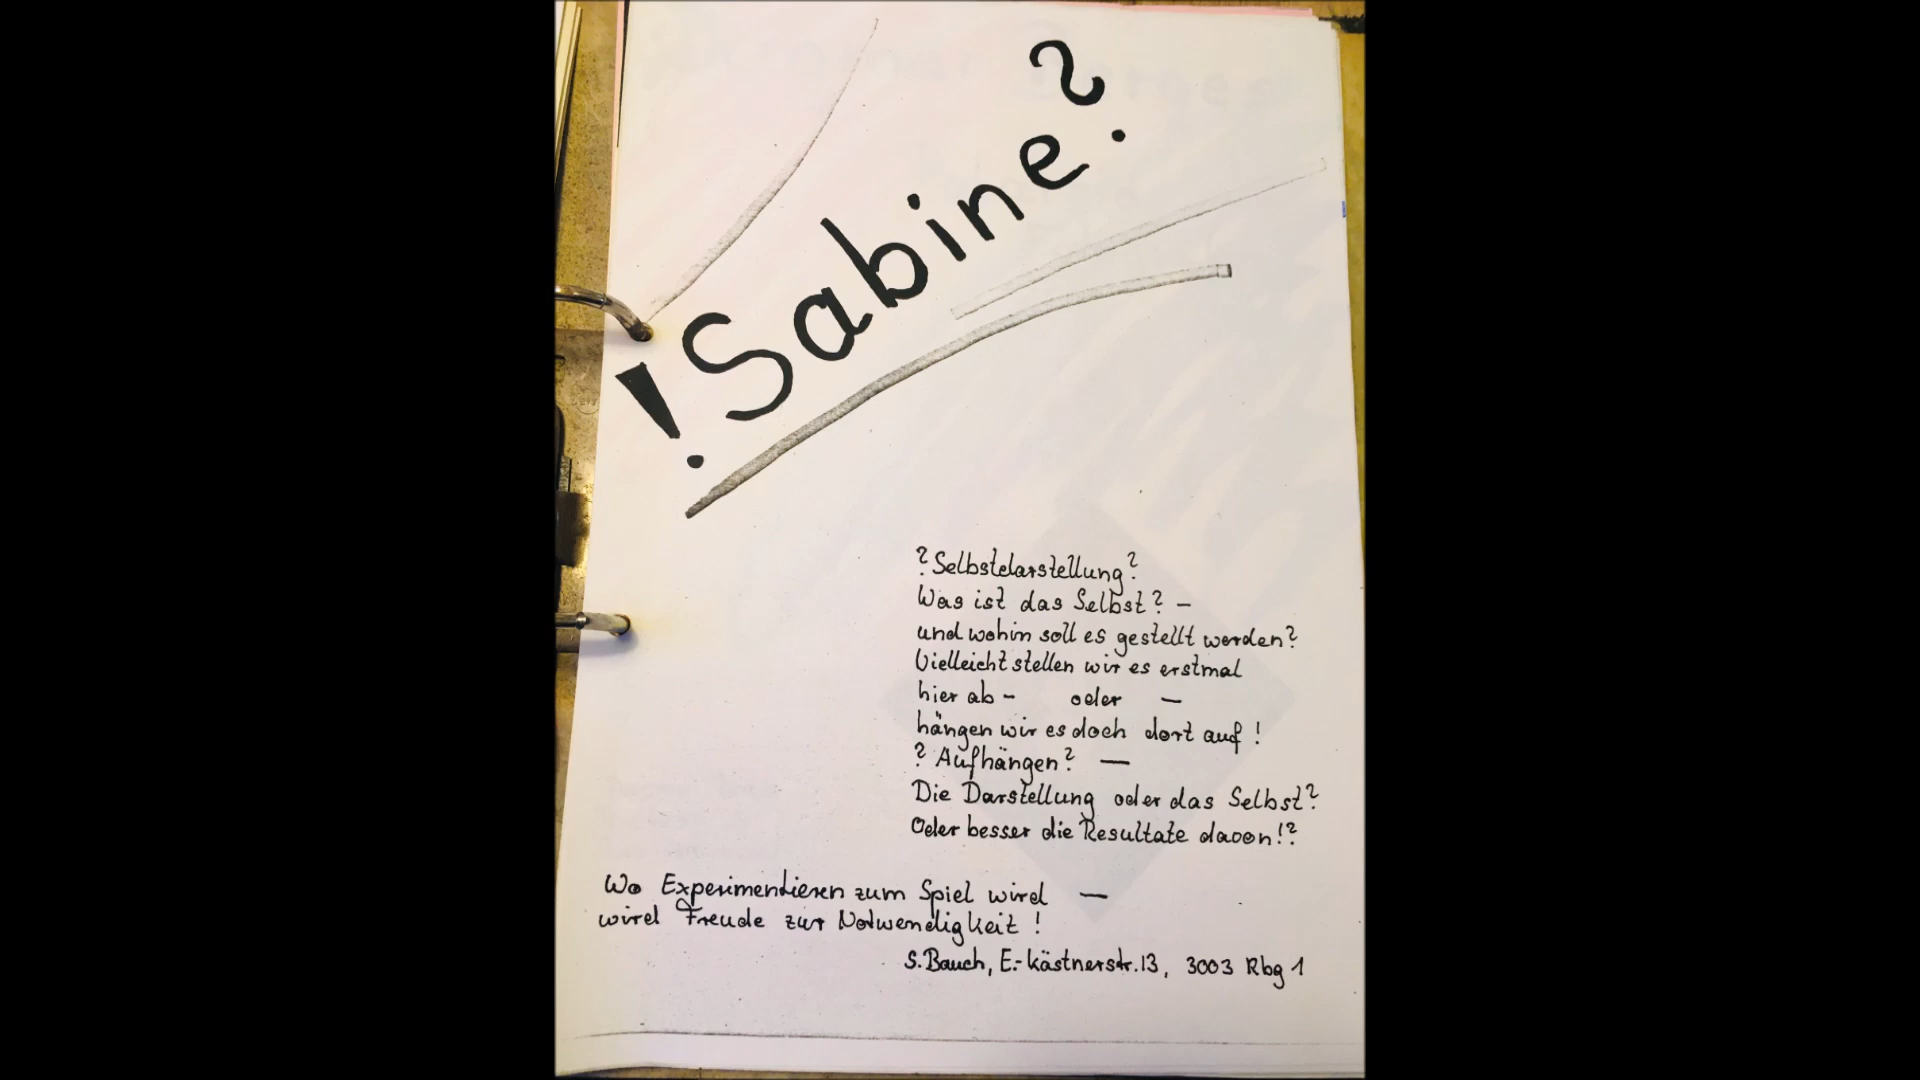 !Sabine?
?Selbstdarstellung?
Was ist das Selbst? —
und wohin soll es gestellt werden?
Vielleicht stellen wir es erstmal
hier ab - oder —
hängen wir es doch dort auf!
? Aufhängen? —
Die Darstellung oder das Selbst?
Oder besser die Resultate davon!?
Wo Experimentieren zum Spiel wird —
wird Freude zur Notwendigkeit!
S. Bauch, E.-Kästnerstr. 13, 3003 Rbg 1